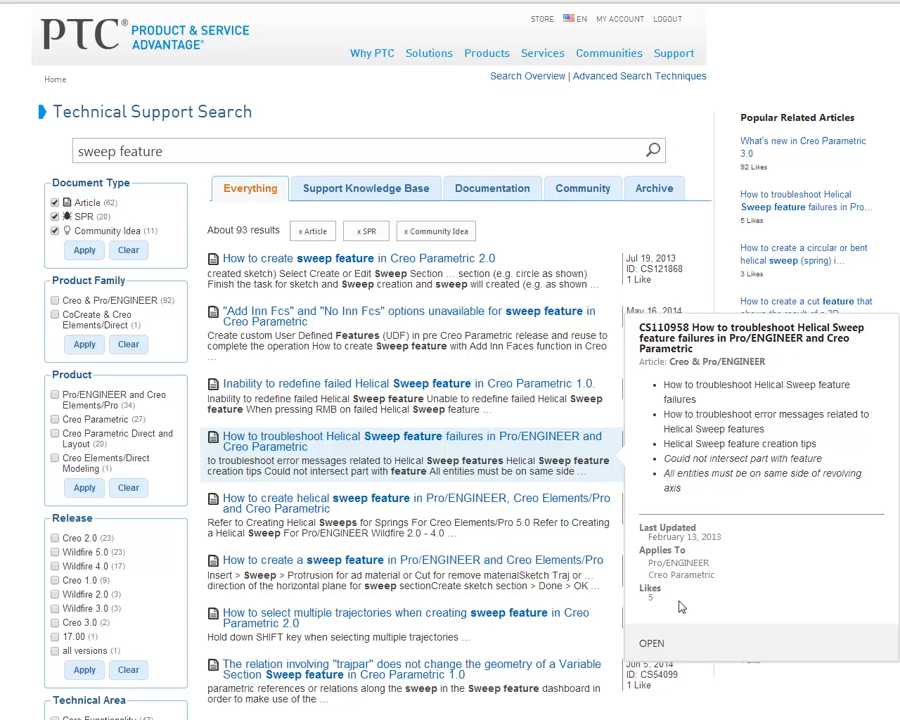 PTC® PRODUCT & SERVICE
ADVANTAGE®
STORE EN MY ACCOUNT LOGOUT
Why PTC Solutions Products Services Communities Support
Home
Search Overview | Advanced Search Techniques
Technical Support Search
sweep feature
Everything Support Knowledge Base Documentation Community Archive
About 93 results x Article x SPR x Community Idea
Document Type
Article (62)
SPR (20)
Community Idea (11)
Apply Clear
Product Family
Creo & Pro/ENGINEER (92)
CoCreate & Creo
Elements/Direct (1)
Apply Clear
Product
Pro/ENGINEER and Creo
Elements/Pro (34)
Creo Parametric (27)
Creo Parametric Direct and
Layout (20)
Creo Elements/Direct
Modeling (1)
Apply Clear
Release
Creo 2.0 (23)
Wildfire 5.0 (23)
Wildfire 4.0 (17)
Creo 1.0 (9)
Wildfire 2.0 (3)
Wildfire 3.0 (3)
Creo 3.0 (2)
17.00 (1)
all versions (1)
Apply Clear
Technical Area
How to create sweep feature in Creo Parametric 2.0
created sketch) Select Create or Edit Sweep Section ... section (e.g. circle as shown)
Finish the task for sketch and Sweep creation and sweep will created (e.g. as shown ...
Jul 19, 2013
ID: CS121868
1 Like
"Add Inn Fcs" and "No Inn Fcs" options unavailable for sweep feature in
Creo Parametric
Create custom User Defined Features (UDF) in pre Creo Parametric release and reuse to
complete the operation How to create Sweep feature with Add Inn Faces function in Creo
...
May 16, 2014
Inability to redefine failed Helical Sweep feature in Creo Parametric 1.0.
Inability to redefine failed Helical Sweep feature Unable to redefine failed Helical Sweep
feature When pressing RMB on failed Helical Sweep feature ...
How to troubleshoot Helical Sweep feature failures in Pro/ENGINEER and
Creo Parametric
to troubleshoot error messages related to Helical Sweep features Helical Sweep feature
creation tips Could not intersect part with feature All entities must be on same side ...
How to create helical sweep feature in Pro/ENGINEER, Creo Elements/Pro
and Creo Parametric
Refer to Creating Helical Sweeps for Springs For Creo Elements/Pro 5.0 Refer to Creating
a Helical Sweep For Pro/ENGINEER Wildfire 2.0 - 4.0 ...
How to create a sweep feature in Pro/ENGINEER and Creo Elements/Pro
Insert > Sweep > Protrusion for ad material or Cut for remove materialSketch Traj or ...
direction of the horizontal plane for sweep sectionCreate sketch section > Done > OK ...
How to select multiple trajectories when creating sweep feature in Creo
Parametric 2.0
Hold down SHIFT key when selecting multiple trajectories ...
The relation involving "trajpar" does not change the geometry of a Variable
Section Sweep feature in Creo Parametric 1.0
parametric references or relations along the sweep in the Sweep feature dashboard in
order to make use of the ...
Jun 5, 2014
ID: CS54099
1 Like
Popular Related Articles
What's new in Creo Parametric
3.0
92 Likes
How to troubleshoot Helical
Sweep feature failures in Pro...
5 Likes
How to create a circular or bent
helical sweep (spring) i...
3 Likes
How to create a cut feature that
CS110958 How to troubleshoot Helical Sweep
feature failures in Pro/ENGINEER and Creo
Parametric
Article: Creo & Pro/ENGINEER
• How to troubleshoot Helical Sweep feature
failures
• How to troubleshoot error messages related to
Helical Sweep features
• Helical Sweep feature creation tips
• Could not intersect part with feature
• All entities must be on same side of revolving
axis
Last Updated
February 13, 2013
Applies To
Pro/ENGINEER
Creo Parametric
Likes
5
OPEN